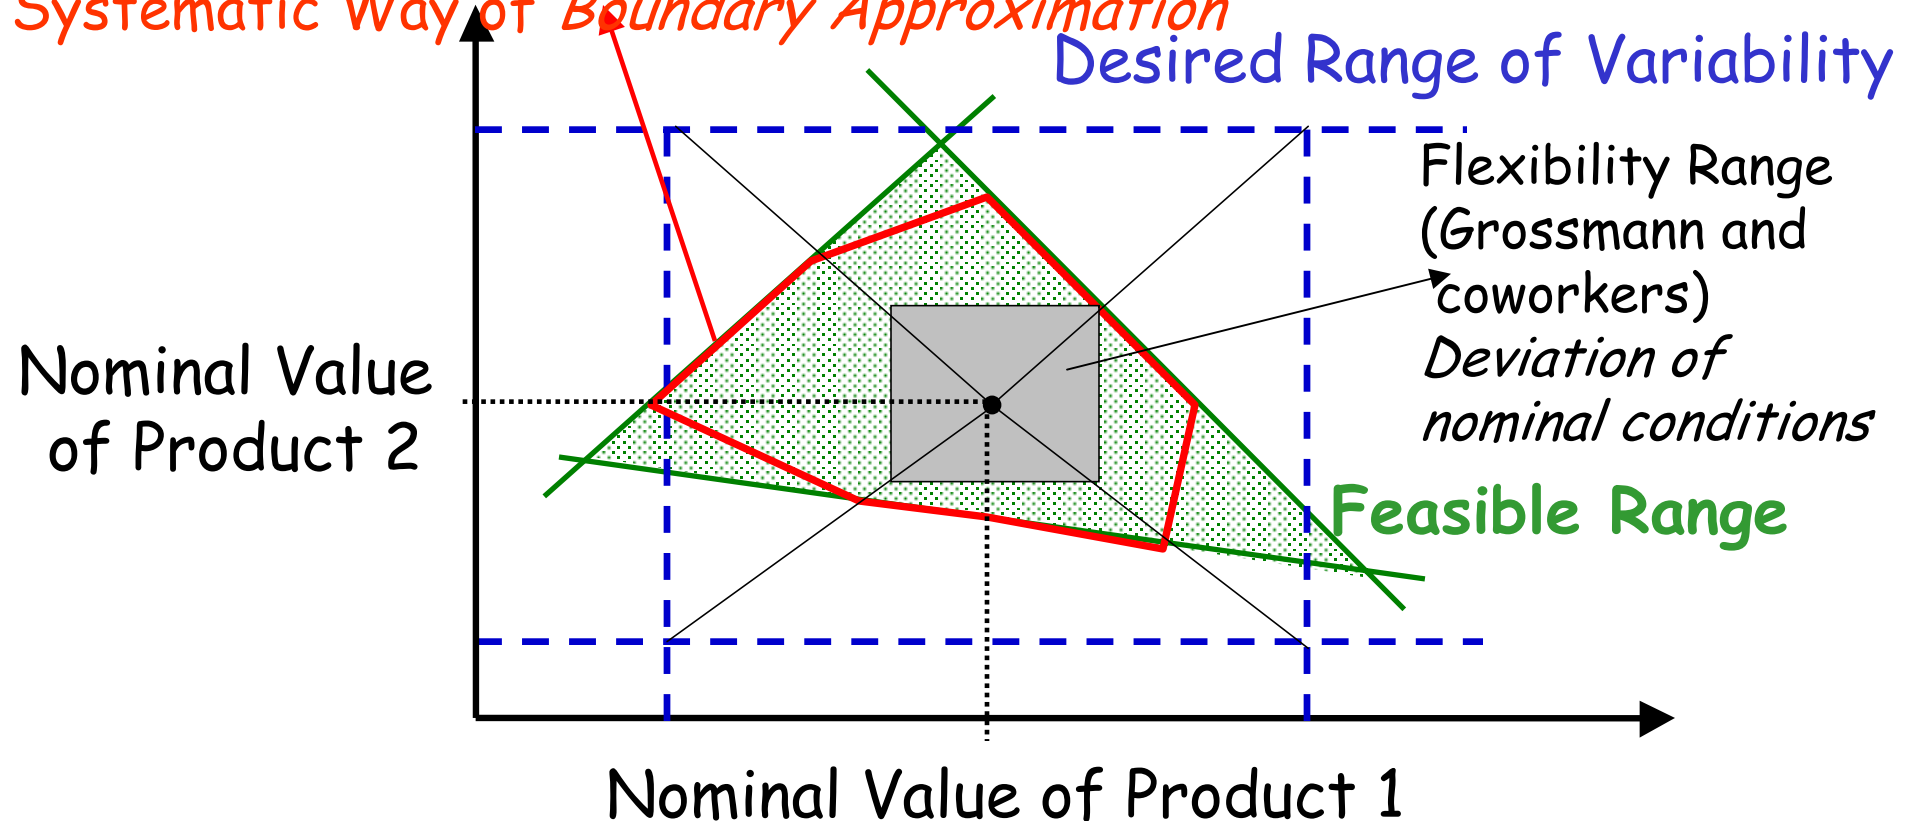 Systematic Way of Boundary Approximation
Desired Range of Variability
Flexibility Range
(Grossmann and
coworkers)
Deviation of
nominal conditions
Nominal Value
of Product 2
Feasible Range
Nominal Value of Product 1